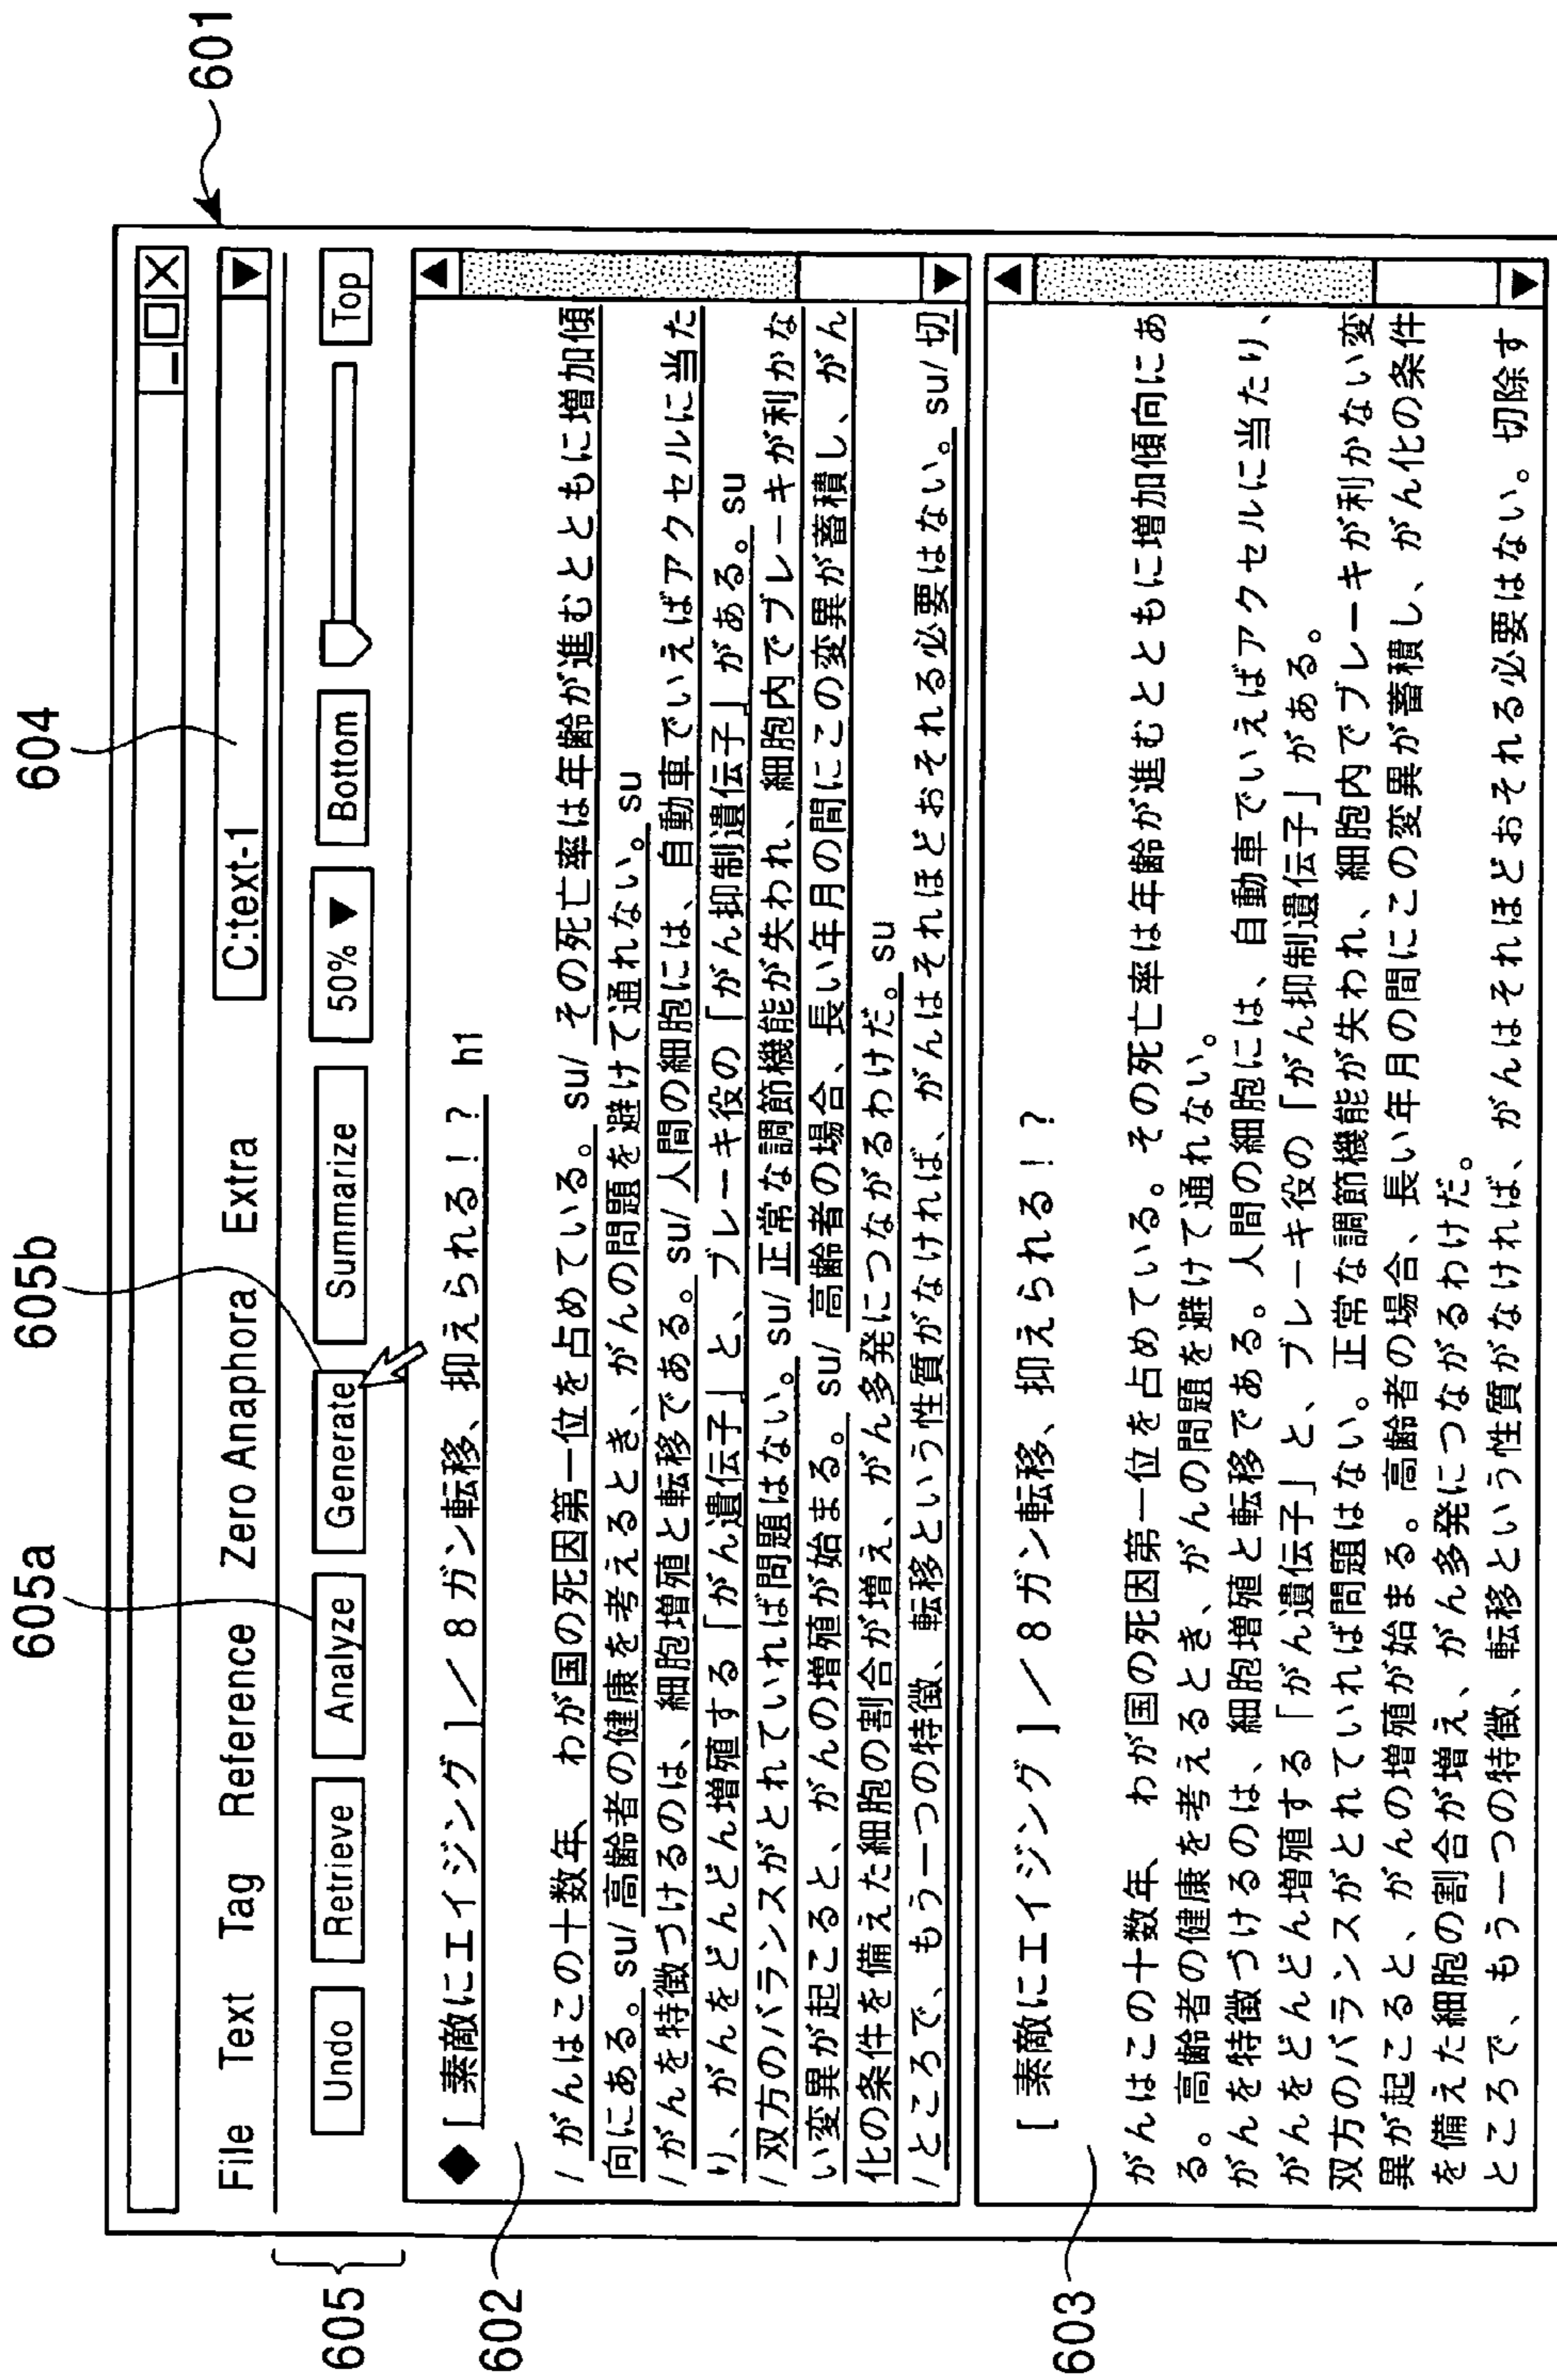 601
604
605a
605b
File Text Tag Reference Zero Anaphora Extra C:text-1
605
Undo Retrieve Analyze Generate Summarize 50% ▼ Bottom Top
602
◆[素敵にエイジング]／８ガン転移、抑えられる！？ h1
/がんはこの十数年、わが国の死因第一位を占めている。su/その死亡率は年齢が進むとともに増加傾
向にある。su/高齢者の健康を考えるとき、がんの問題を避けて通れない。su
/がんを特徴づけるのは、細胞増殖と転移である。su/人間の細胞には、自動車でいえばアクセルに当た
り、がんをどんどん増殖する「がん遺伝子」と、ブレーキ役の「がん抑制遺伝子」がある。su
/双方のバランスがとれていれば問題はない。su/正常な調節機能が失われ、細胞内でブレーキが利かな
い変異が起こると、がんの増殖が始まる。su/高齢者の場合、長い年月の間にこの変異が蓄積し、がん
化の条件を備えた細胞の割合が増え、がん多発につながるわけだ。su
/ところで、もう一つの特徴、転移という性質がなければ、がんはそれほどおそれる必要はない。su/切
603
[素敵にエイジング]／８ガン転移、抑えられる！？
がんはこの十数年、わが国の死因第一位を占めている。その死亡率は年齢が進むとともに増加傾向にあ
る。高齢者の健康を考えるとき、がんの問題を避けて通れない。
がんを特徴づけるのは、細胞増殖と転移である。人間の細胞には、自動車でいえばアクセルに当たり、
がんをどんどん増殖する「がん遺伝子」と、ブレーキ役の「がん抑制遺伝子」がある。
双方のバランスがとれていれば問題はない。正常な調節機能が失われ、細胞内でブレーキが利かない変
異が起こると、がんの増殖が始まる。高齢者の場合、長い年月の間にこの変異が蓄積し、がん化の条件
を備えた細胞の割合が増え、がん多発につながるわけだ。
ところで、もう一つの特徴、転移という性質がなければ、がんはそれほどおそれる必要はない。切除す